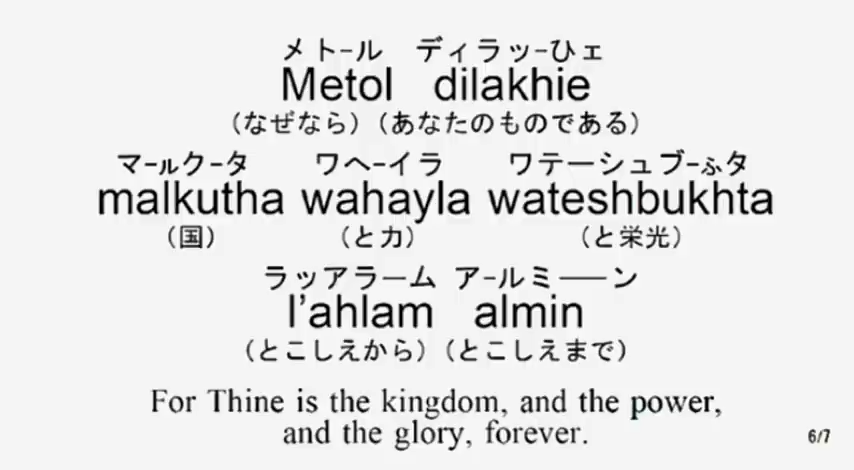 メトール ディラッーひェ
Metol dilakhie
（なぜなら）（あなたのものである）
マールクータ ワヘーイラ ワテーシュブーふタ
malkutha wahayla wateshbukhta
（国） （と力） （と栄光）
ラッアラーム アールミーーン
l'ahlam almin
（とこしえから）（とこしえまで）
For Thine is the kingdom, and the power,
and the glory, forever.
6/7